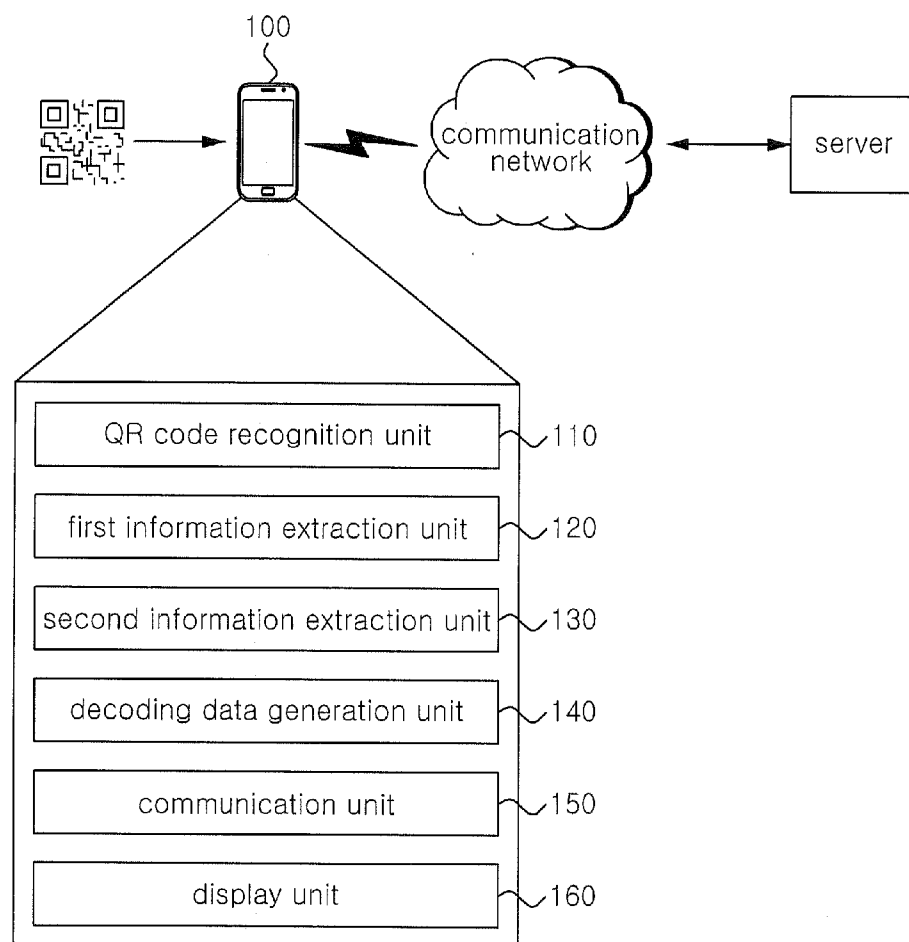 100
communication
network
server
QR code recognition unit
110
first information extraction unit
120
second information extraction unit
130
decoding data generation unit
140
communication unit
150
display unit
160